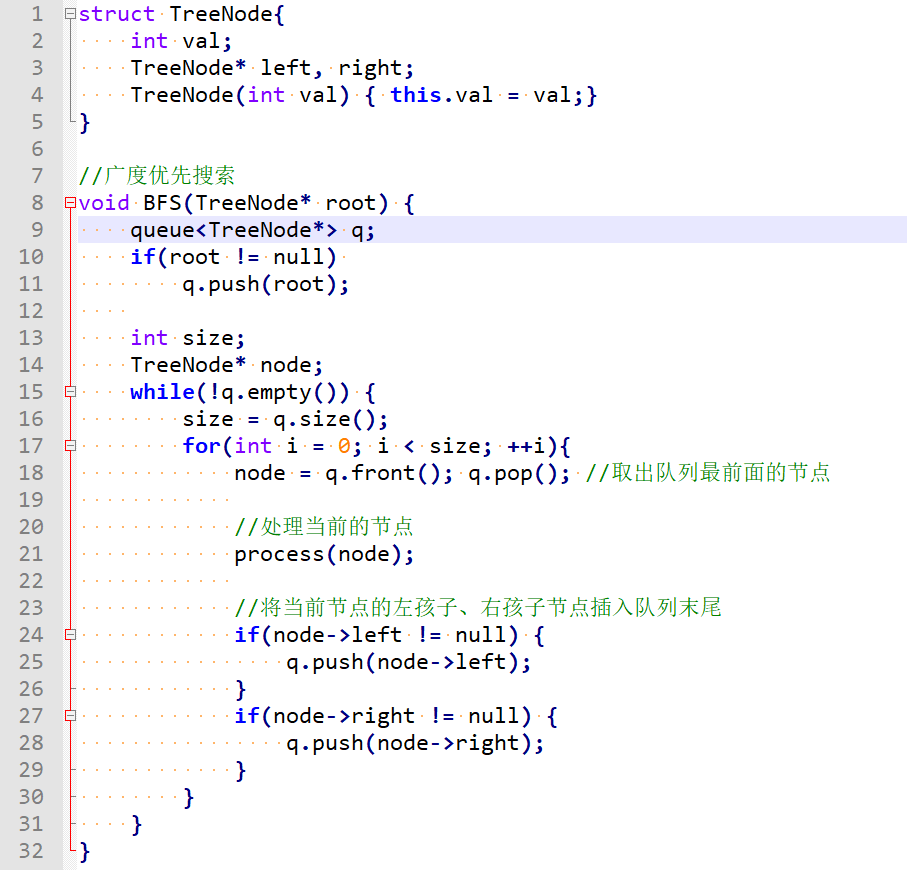 1 struct TreeNode{
2     int val;
3     TreeNode* left, right;
4     TreeNode(int val) { this.val = val;}
5 }
6
7 //广度优先搜索
8 void BFS(TreeNode* root) {
9     queue<TreeNode*> q;
10     if(root != null)
11         q.push(root);
12
13     int size;
14     TreeNode* node;
15     while(!q.empty()) {
16         size = q.size();
17         for(int i = 0; i < size; ++i){
18             node = q.front(); q.pop(); //取出队列最前面的节点
19
20             //处理当前的节点
21             process(node);
22
23             //将当前节点的左孩子、右孩子节点插入队列末尾
24             if(node->left != null) {
25                 q.push(node->left);
26             }
27             if(node->right != null) {
28                 q.push(node->right);
29             }
30         }
31     }
32 }